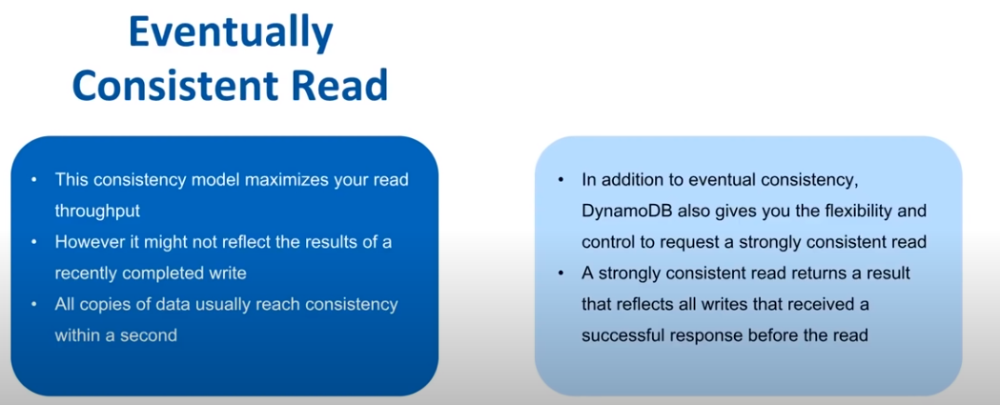 Eventually
Consistent Read
• This consistency model maximizes your read
throughput
• However it might not reflect the results of a
recently completed write
• All copies of data usually reach consistency
within a second
• In addition to eventual consistency,
DynamoDB also gives you the flexibility and
control to request a strongly consistent read
• A strongly consistent read returns a result
that reflects all writes that received a
successful response before the read